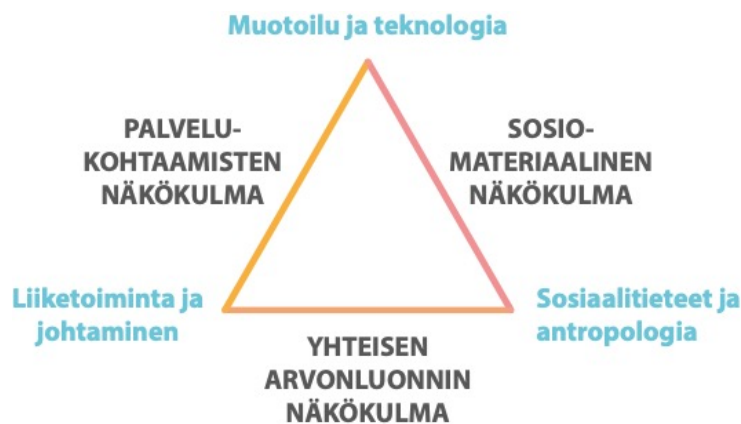 Muotoilu ja teknologia
PALVELU-
KOHTAAMISTEN
NÄKÖKULMA
SOSIO-
MATERIAALINEN
NÄKÖKULMA
Liiketoiminta ja
johtaminen
Sosiaalitieteet ja
antropologia
YHTEISEN
ARVONLUONNIN
NÄKÖKULMA